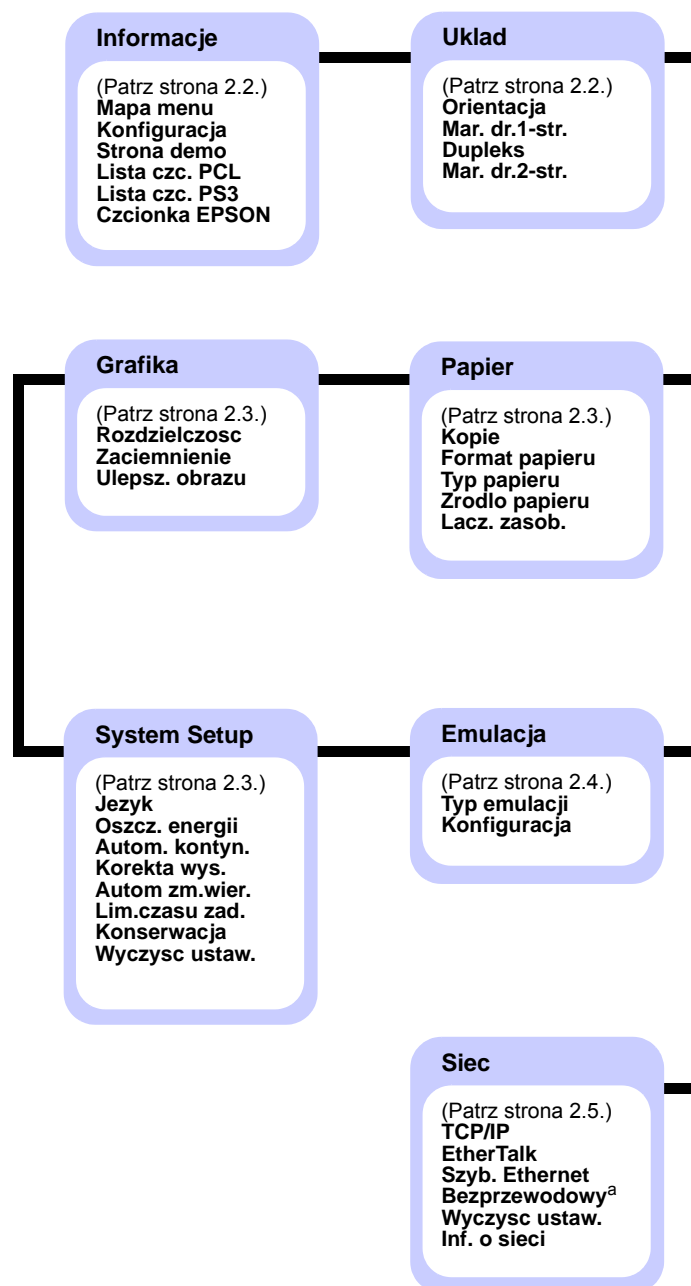 Informacje
(Patrz strona 2.2.)
Mapa menu
Konfiguracja
Strona demo
Lista czc. PCL
Lista czc. PS3
Czcionka EPSON
Uklad
(Patrz strona 2.2.)
Orientacja
Mar. dr.1-str.
Dupleks
Mar. dr.2-str.
Grafika
(Patrz strona 2.3.)
Rozdzielczosc
Zaciemnienie
Ulepsz. obrazu
Papier
(Patrz strona 2.3.)
Kopie
Format papieru
Typ papieru
Zrodlo papieru
Lacz. zasob.
System Setup
(Patrz strona 2.3.)
Jezyk
Oszcz. energii
Autom. kontyn.
Korekta wys.
Autom zm.wier.
Lim.czasu zad.
Konserwacja
Wyczysc ustaw.
Emulacja
(Patrz strona 2.4.)
Typ emulacji
Konfiguracja
Siec
(Patrz strona 2.5.)
TCP/IP
EtherTalk
Szyb. Ethernet
Bezprzewodowyᵃ
Wyczysc ustaw.
Inf. o sieci